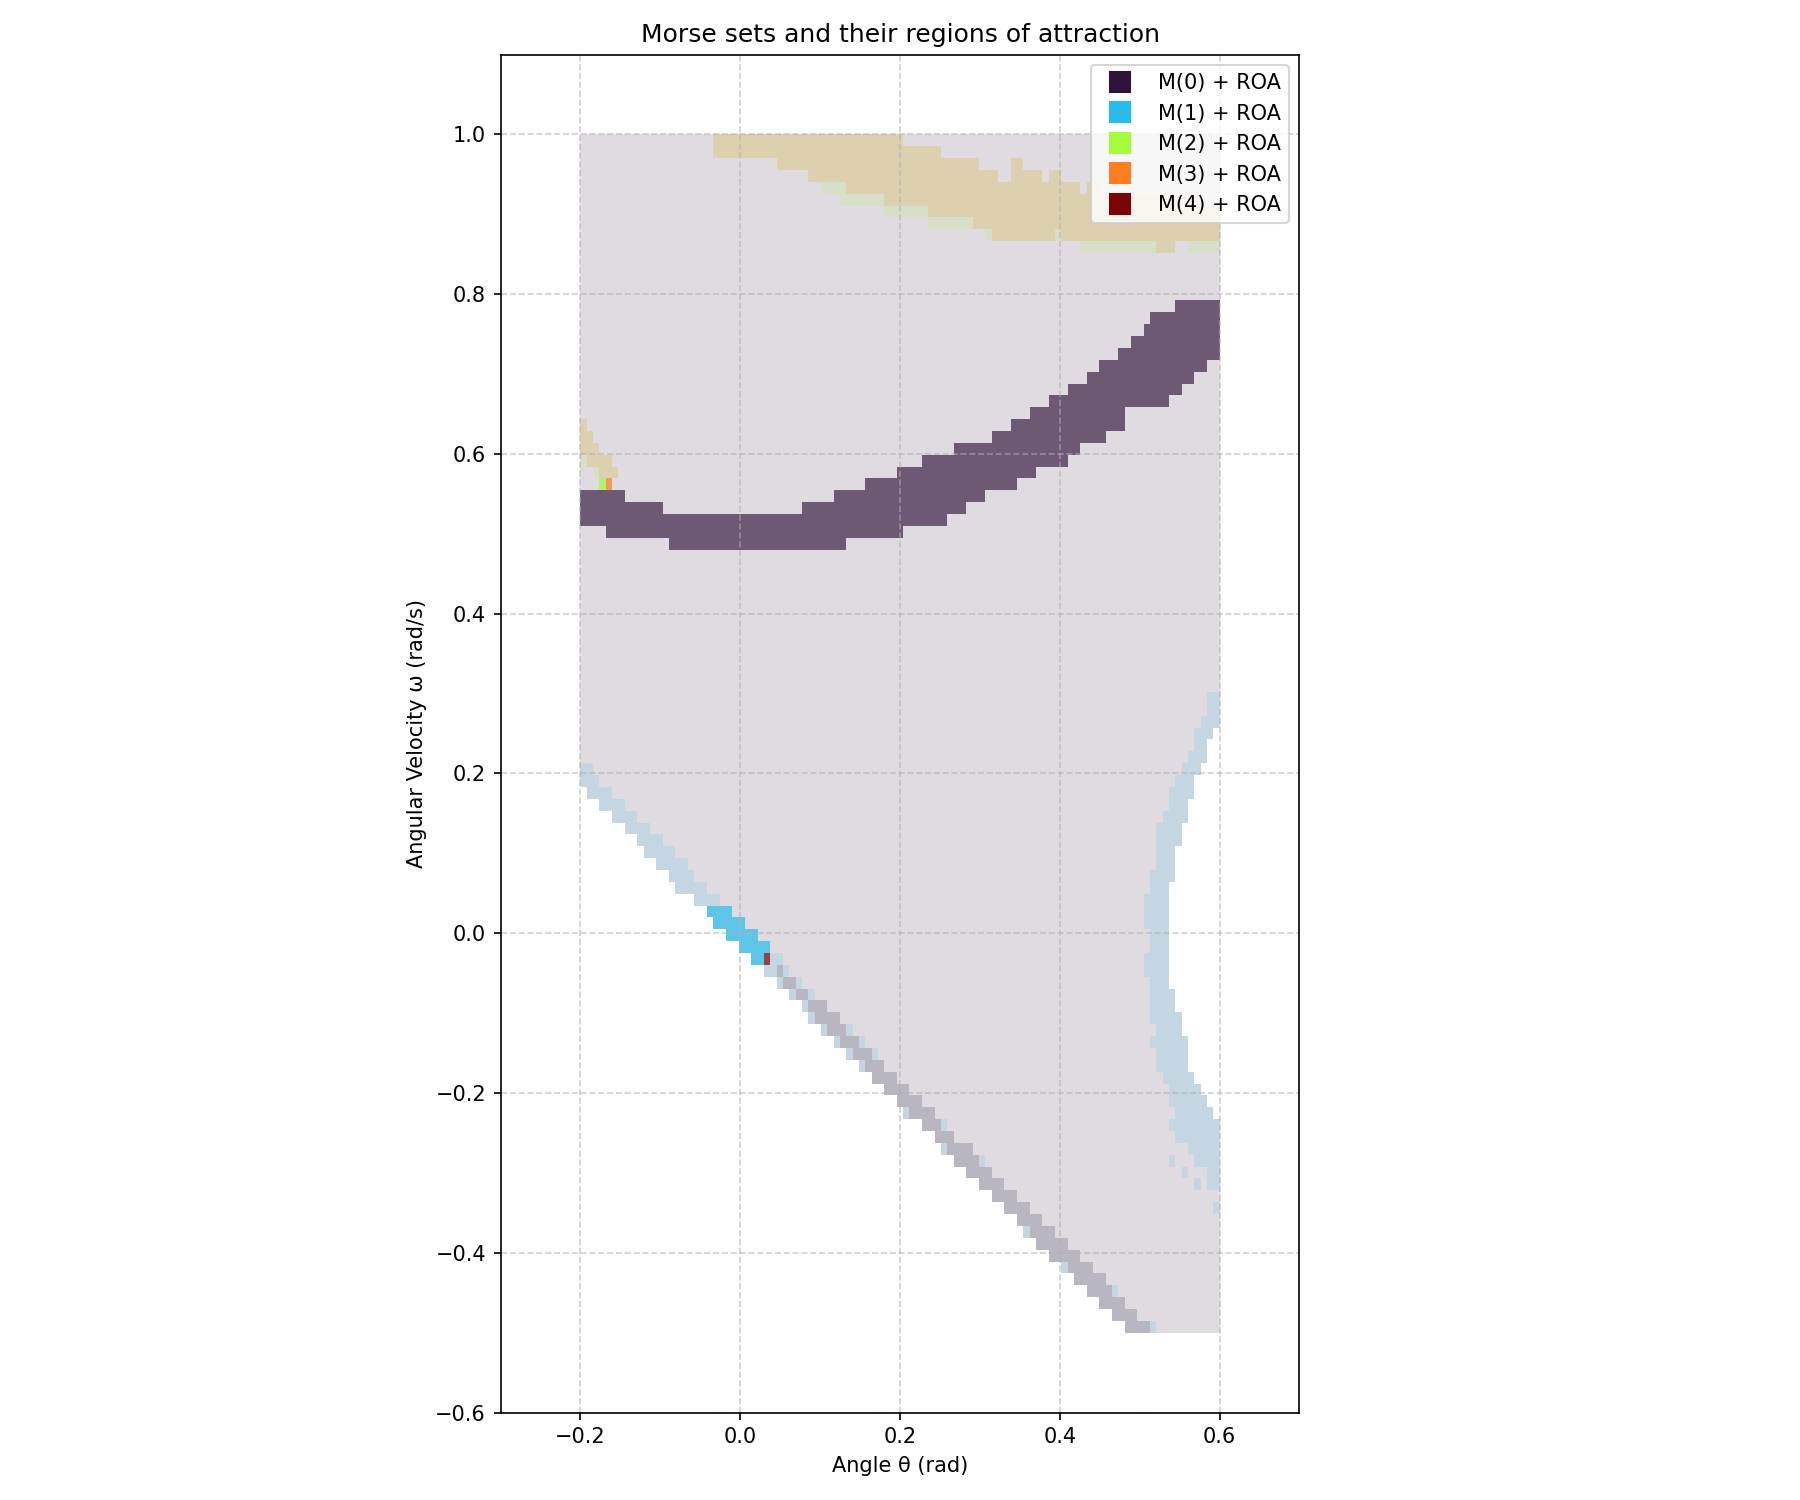 Morse sets and their regions of attraction
M(0) + ROA
M(1) + ROA
M(2) + ROA
M(3) + ROA
M(4) + ROA
1.0
0.8
0.6
0.4
0.2
0.0
−0.2
−0.4
−0.6
Angular Velocity ω (rad/s)
−0.2
0.0
0.2
0.4
0.6
Angle θ (rad)